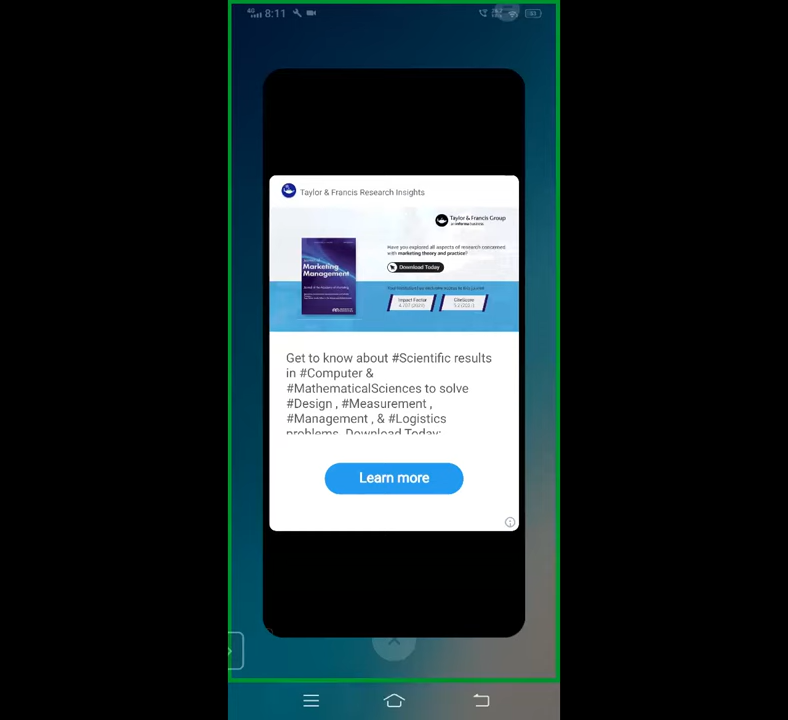 4G 8:11
Taylor & Francis Research Insights
Taylor & Francis Group
an informa business
Have you explored all aspects of research concerned
with marketing theory and practice?
Download Today
Marketing
Management
Impact Factor
CiteScore
Get to know about #Scientific results
in #Computer &
#MathematicalSciences to solve
#Design , #Measurement ,
#Management , & #Logistics
problems. Download Today:
Learn more